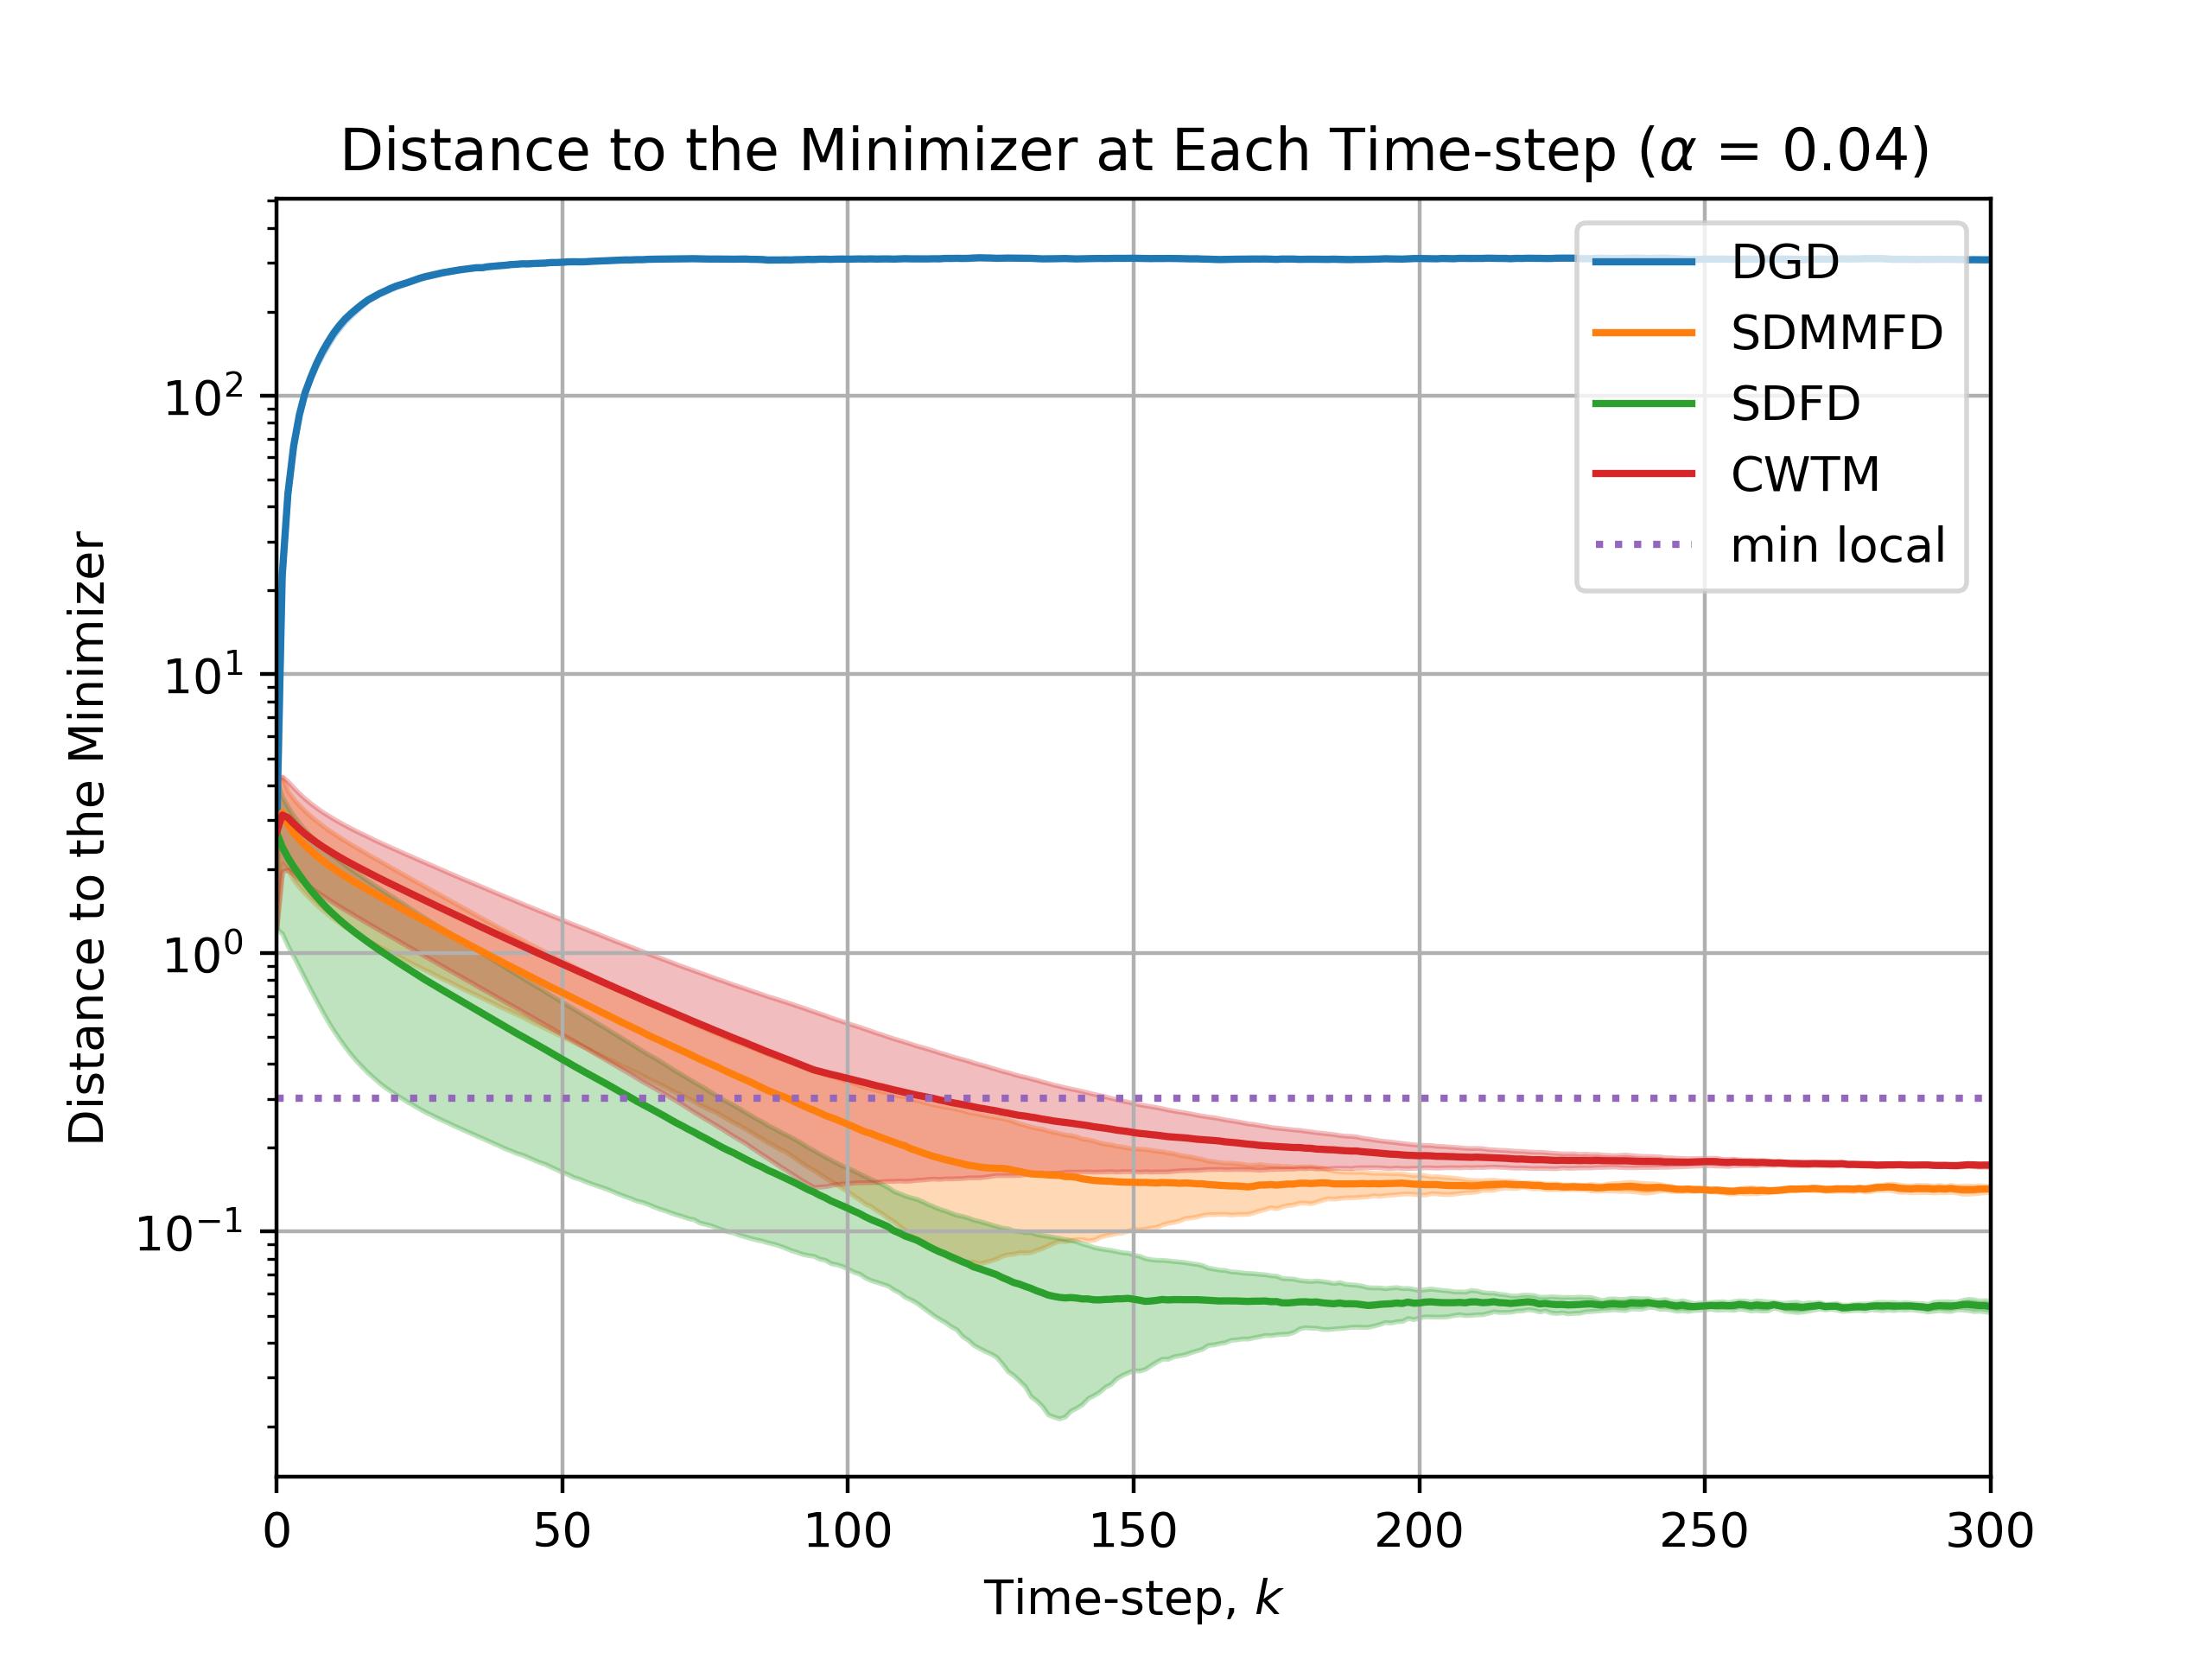 Distance to the Minimizer at Each Time-step (α = 0.04)
Distance to the Minimizer
10²
10¹
10⁰
10⁻¹
DGD
SDMMFD
SDFD
CWTM
min local
0 50 100 150 200 250 300
Time-step, k